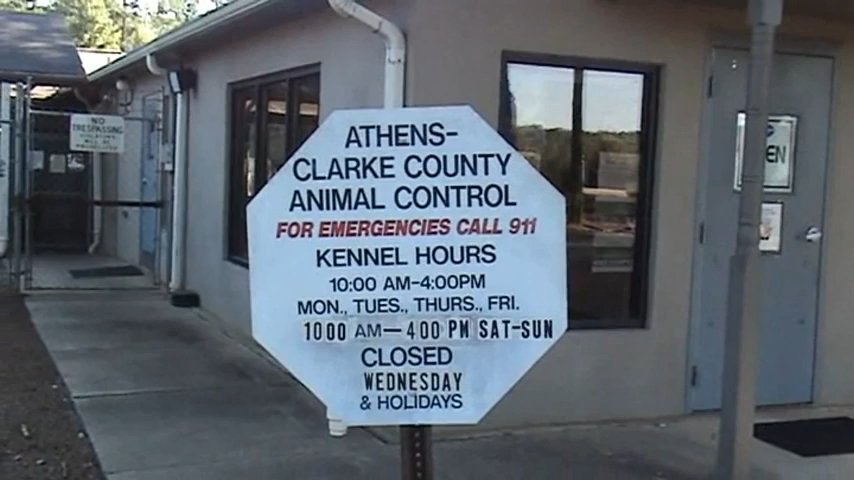 NO
TRESPASSING
ATHENS-
CLARKE COUNTY
ANIMAL CONTROL
FOR EMERGENCIES CALL 911
KENNEL HOURS
10:00 AM-4:00PM
MON., TUES., THURS., FRI.
1000 AM-400 PM SAT-SUN
CLOSED
WEDNESDAY
& HOLIDAYS
EN